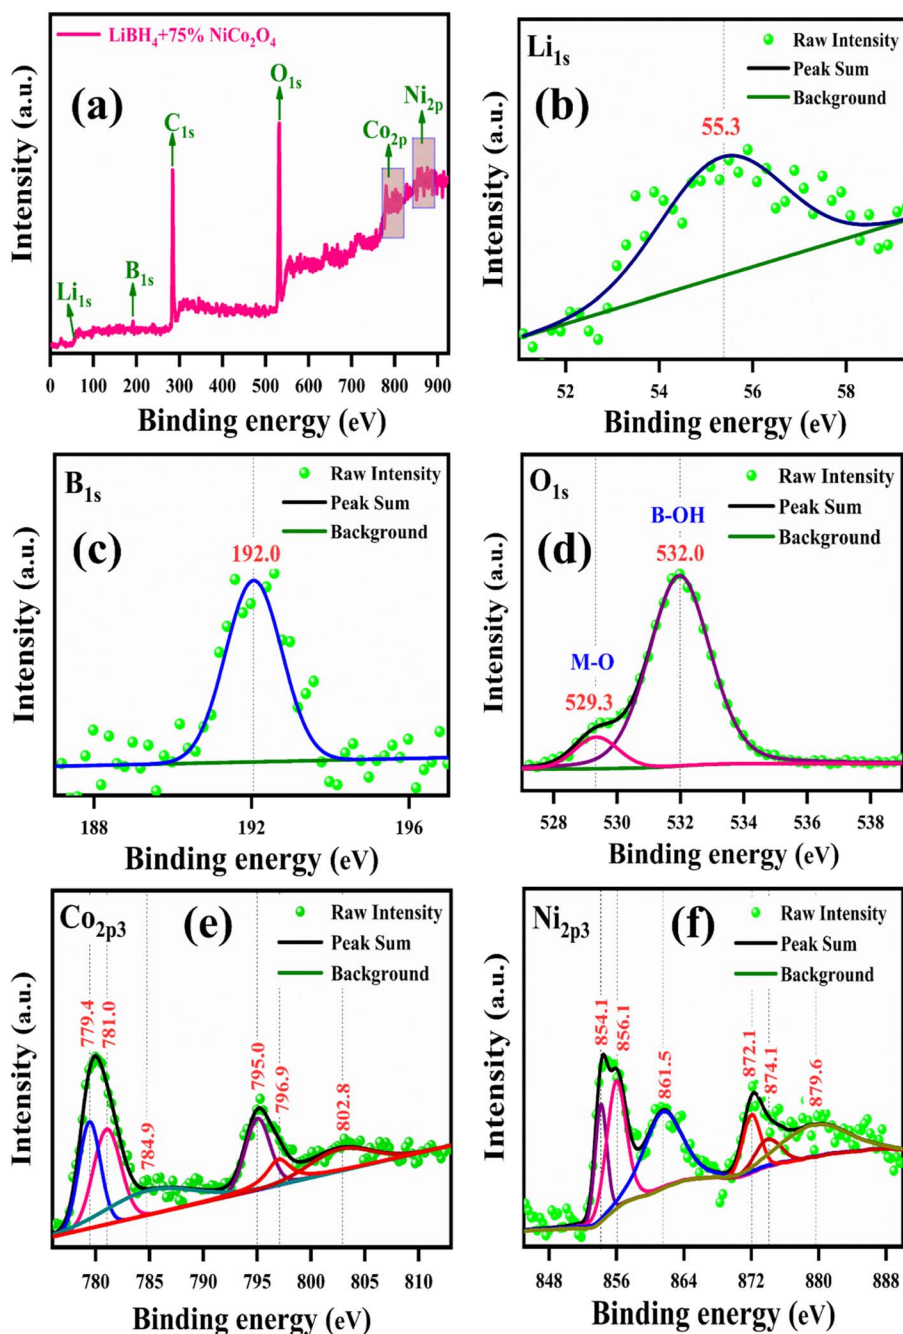 LiBH4+75% NiCo2O4
(a)
Li1s
B1s
C1s
O1s
Co2p
Ni2p
Intensity (a.u.)
0 100 200 300 400 500 600 700 800 900
Binding energy (eV)
Li1s
(b)
Raw Intensity
Peak Sum
Background
55.3
Intensity (a.u.)
52 54 56 58
Binding energy (eV)
B1s
(c)
Raw Intensity
Peak Sum
Background
192.0
Intensity (a.u.)
188 192 196
Binding energy (eV)
O1s
(d)
Raw Intensity
Peak Sum
Background
B-OH
532.0
M-O
529.3
Intensity (a.u.)
528 530 532 534 536 538
Binding energy (eV)
Co2p3
(e)
Raw Intensity
Peak Sum
Background
779.4
781.0
784.9
795.0
796.9
802.8
Intensity (a.u.)
780 785 790 795 800 805 810
Binding energy (eV)
Ni2p3
(f)
Raw Intensity
Peak Sum
Background
854.1
856.1
861.5
872.1
874.1
879.6
Intensity (a.u.)
848 856 864 872 880 888
Binding energy (eV)